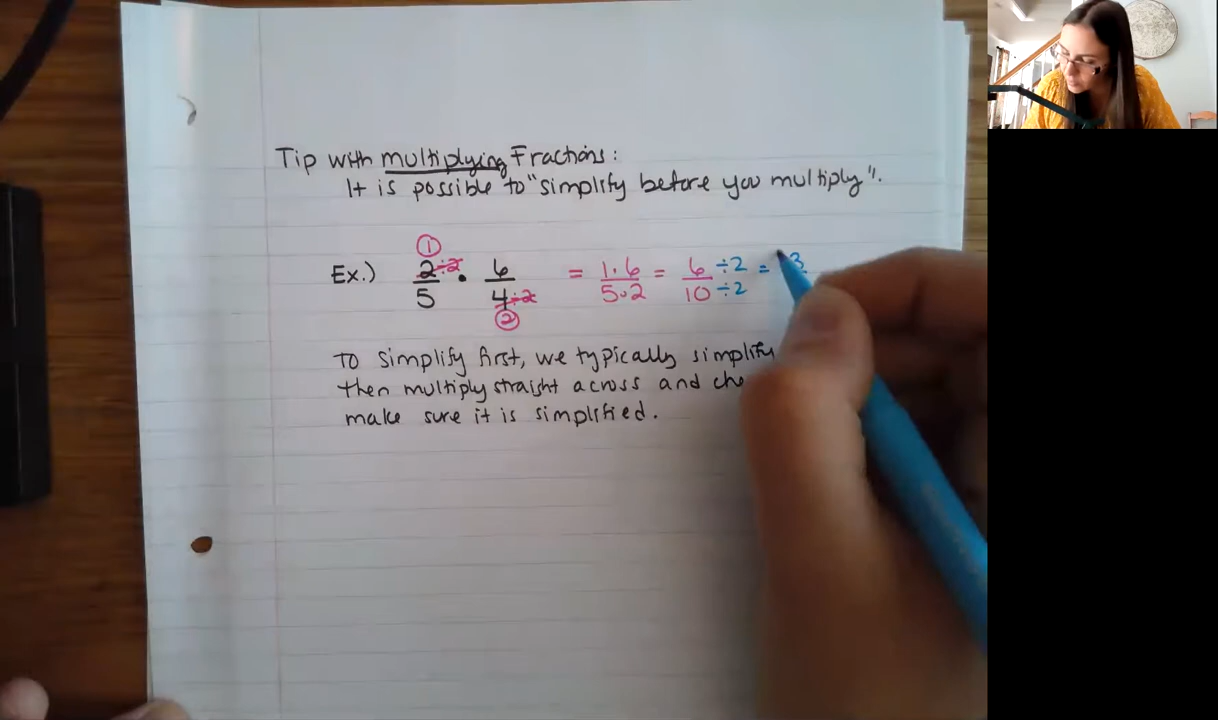 Tip with multiplying Fractions:
It is possible to "simplify before you multiply".
Ex.) 2÷2/5 • 6/4÷2 = 1•6/5•2 = 6÷2/10÷2 = 3
① ②
To simplify first, we typically simplify
then multiply straight across and
make sure it is simplified.